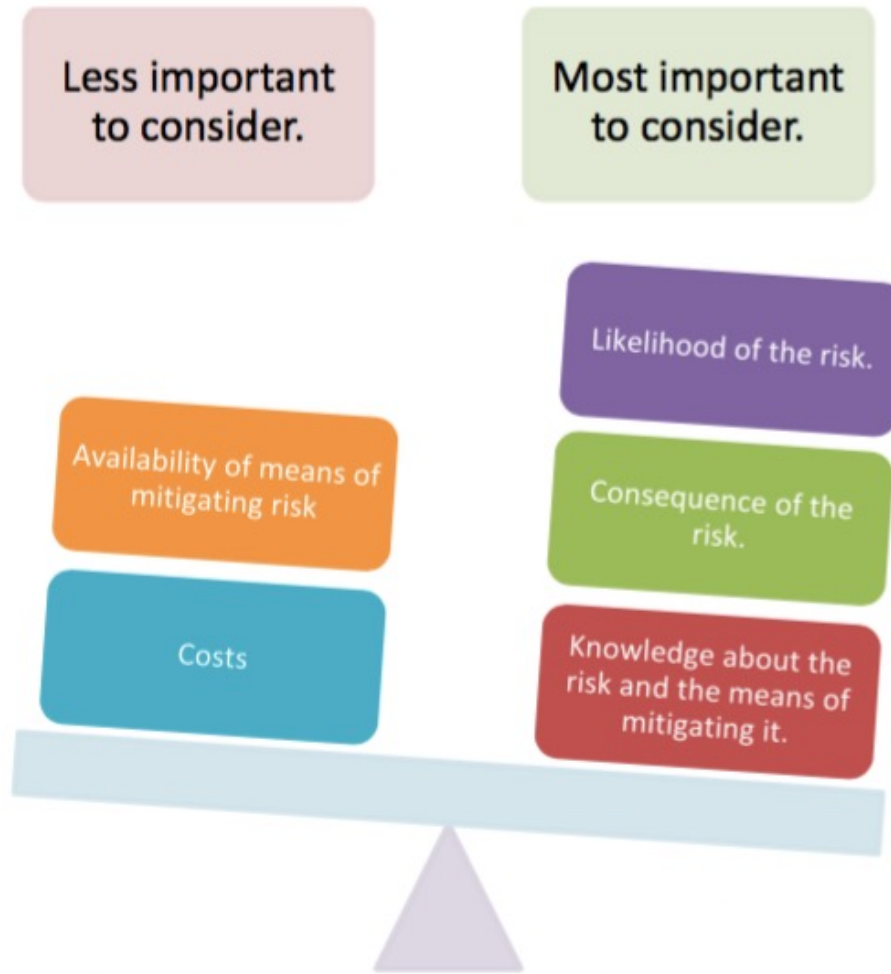 Less important
to consider.
Most important
to consider.
Availability of means of
mitigating risk
Costs
Likelihood of the risk.
Consequence of the
risk.
Knowledge about the
risk and the means of
mitigating it.